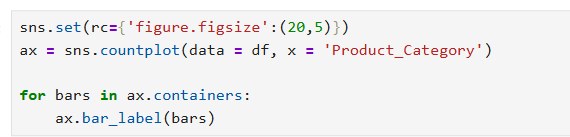 sns.set(rc={'figure.figsize':(20,5)})
ax = sns.countplot(data = df, x = 'Product_Category')
for bars in ax.containers:
    ax.bar_label(bars)